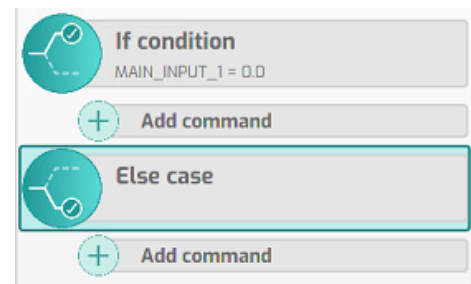 If condition
MAIN_INPUT_1 = 0.0
Add command
Else case
Add command